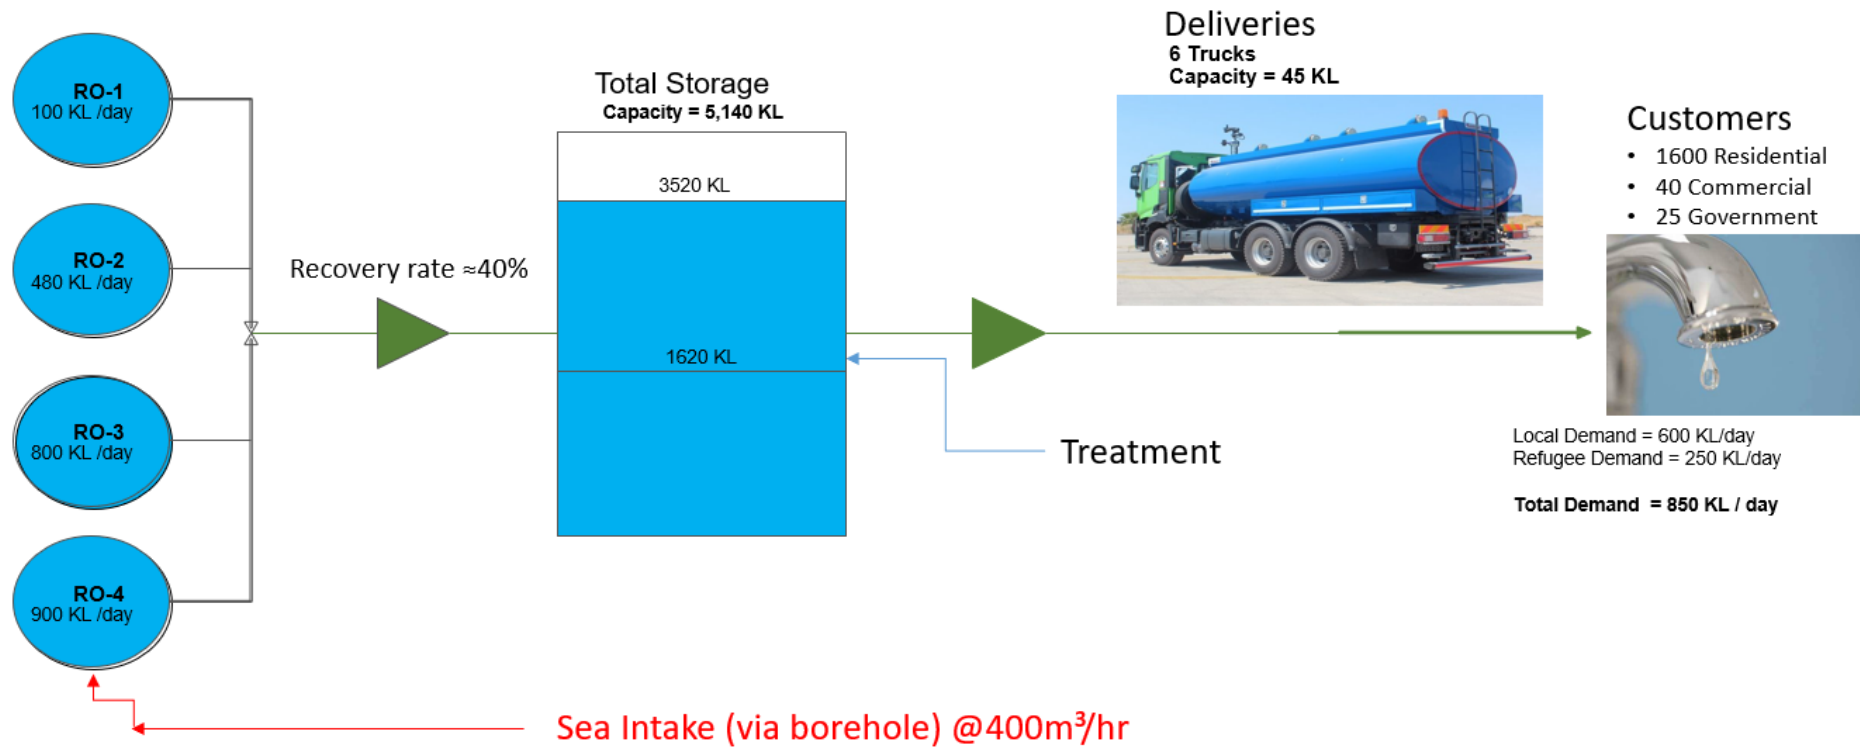 RO-1
100 KL /day
RO-2
480 KL /day
RO-3
800 KL /day
RO-4
900 KL /day
Recovery rate ≈40%
Total Storage
Capacity = 5,140 KL
3520 KL
1620 KL
Treatment
Deliveries
6 Trucks
Capacity = 45 KL
Customers
• 1600 Residential
• 40 Commercial
• 25 Government
Local Demand = 600 KL/day
Refugee Demand = 250 KL/day
Total Demand = 850 KL / day
Sea Intake (via borehole) @400m³/hr